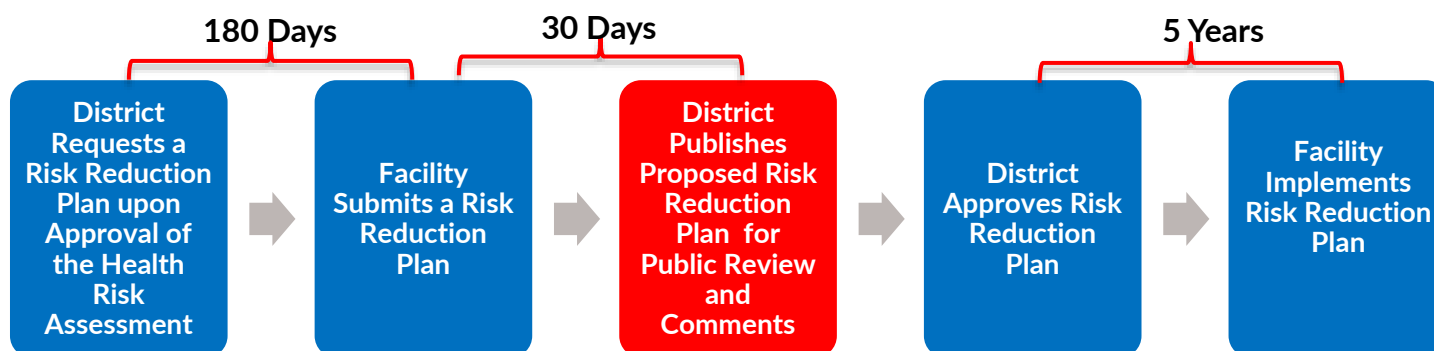 180 Days
30 Days
5 Years
District
Requests a
Risk Reduction
Plan upon
Approval of
the Health
Risk
Assessment
Facility
Submits a Risk
Reduction
Plan
District
Publishes
Proposed Risk
Reduction
Plan for
Public Review
and
Comments
District
Approves Risk
Reduction
Plan
Facility
Implements
Risk Reduction
Plan